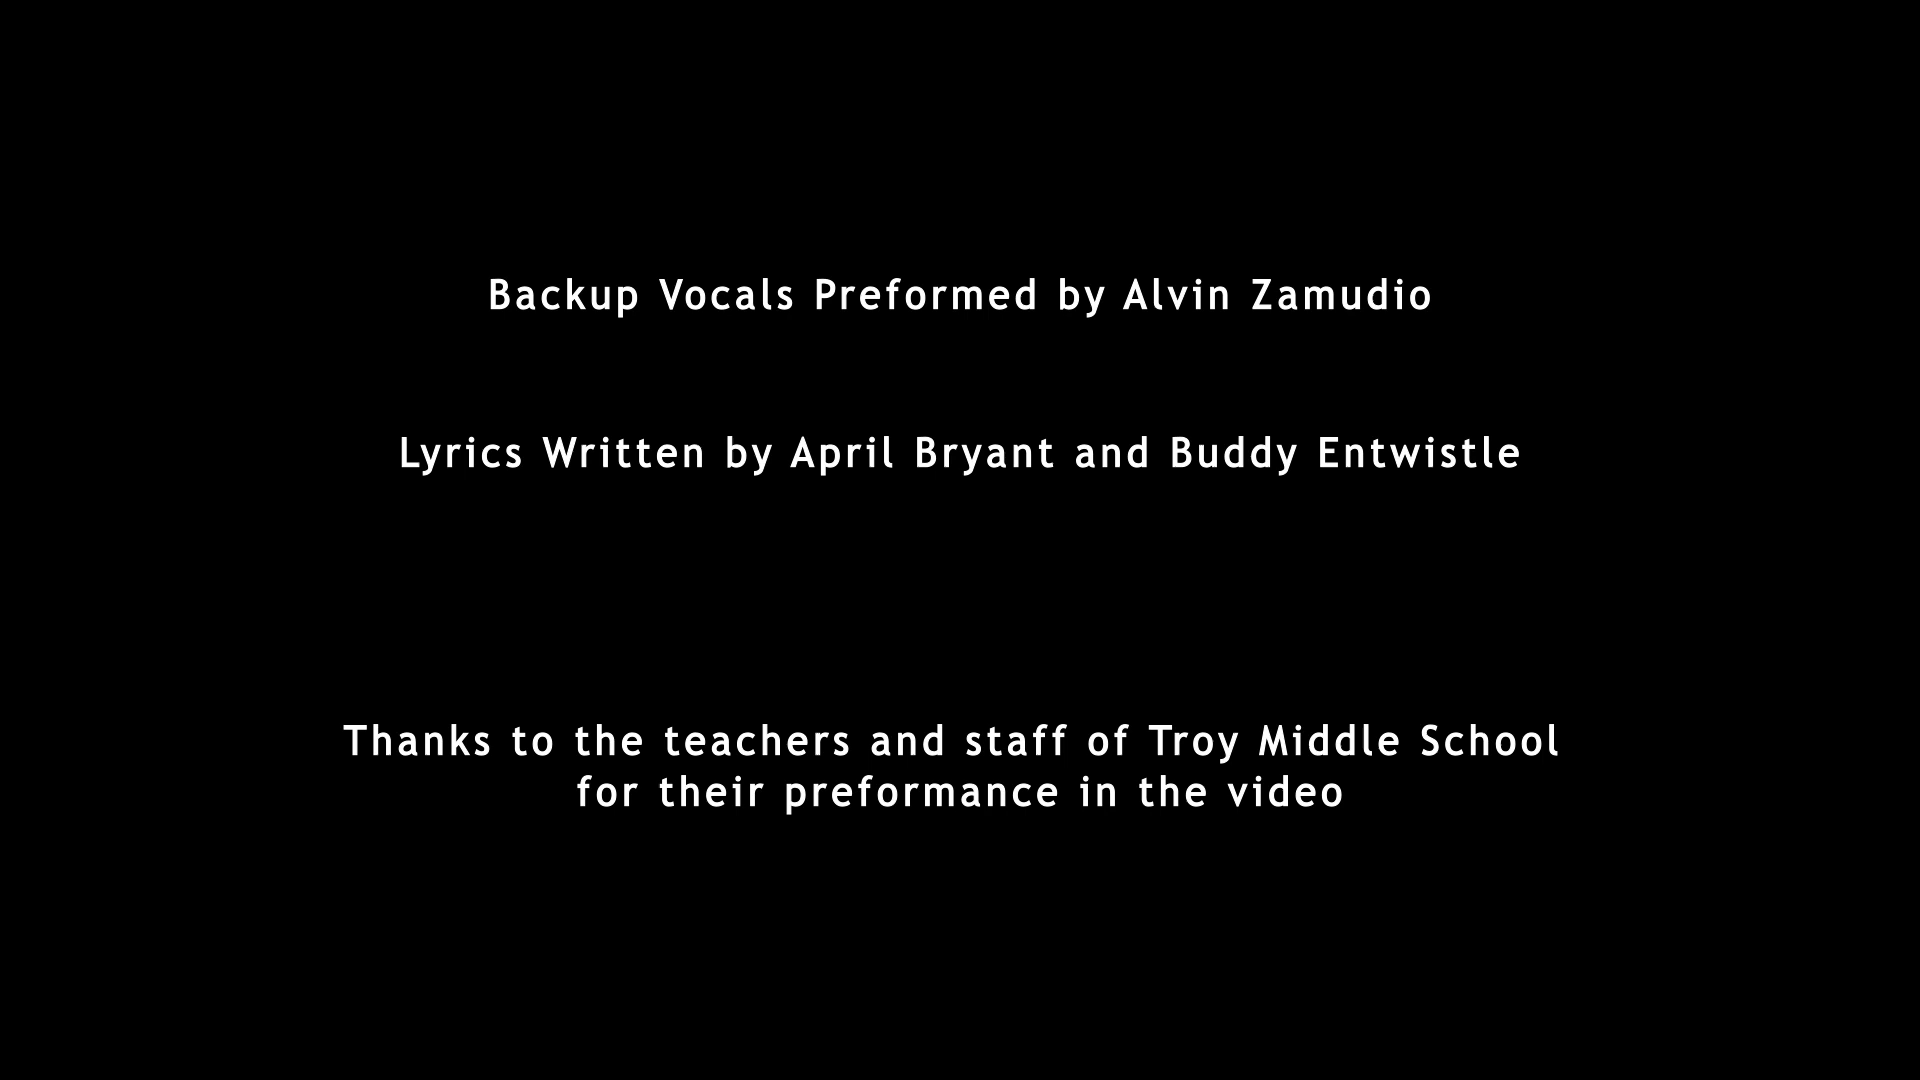 Backup Vocals Preformed by Alvin Zamudio
Lyrics Written by April Bryant and Buddy Entwistle
Thanks to the teachers and staff of Troy Middle School
for their preformance in the video